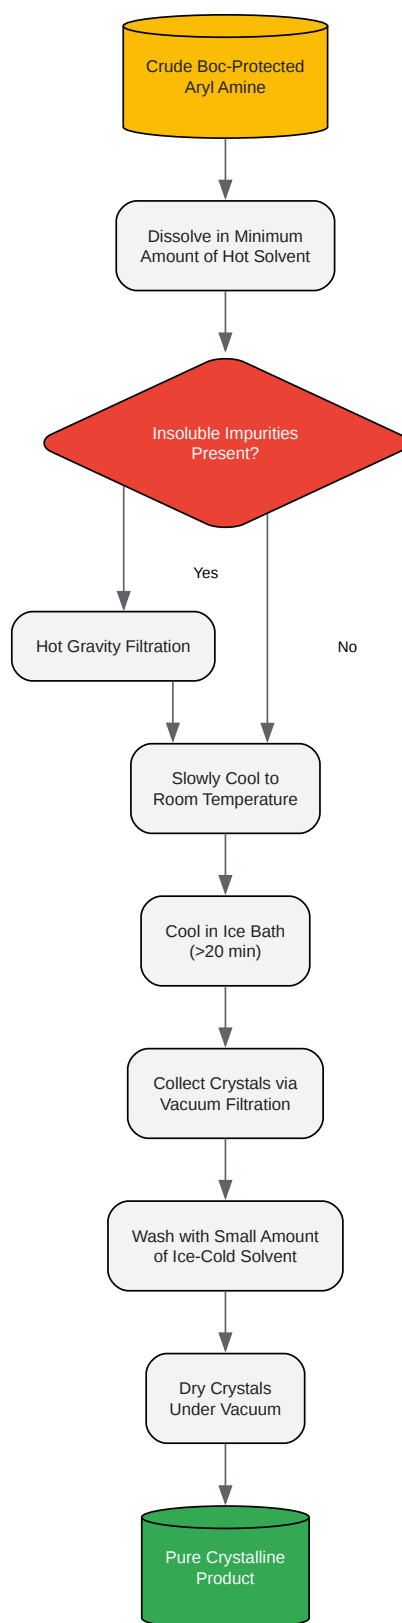 Crude Boc-Protected
Aryl Amine
Dissolve in Minimum
Amount of Hot Solvent
Insoluble Impurities
Present?
Yes
Hot Gravity Filtration
No
Slowly Cool to
Room Temperature
Cool in Ice Bath
(>20 min)
Collect Crystals via
Vacuum Filtration
Wash with Small Amount
of Ice-Cold Solvent
Dry Crystals
Under Vacuum
Pure Crystalline
Product